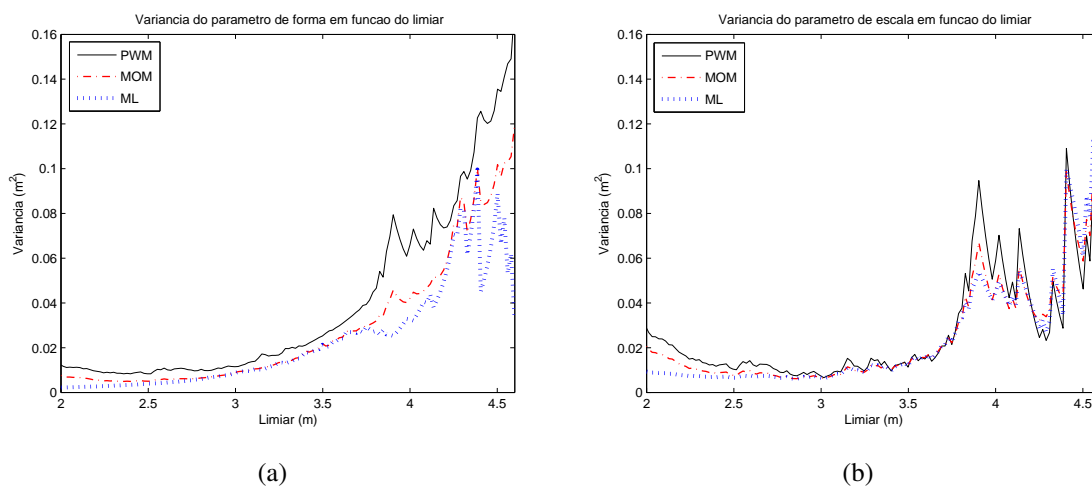 Variancia do parametro de forma em funcao do limiar
0.16
0.14
0.12
0.1
0.08
0.06
0.04
0.02
0
Variancia (m²)
PWM
MOM
ML
2
2.5
3
3.5
4
4.5
Limiar (m)
(a)
Variancia do parametro de escala em funcao do limiar
0.16
0.14
0.12
0.1
0.08
0.06
0.04
0.02
0
Variancia (m²)
PWM
MOM
ML
2
2.5
3
3.5
4
4.5
Limiar (m)
(b)